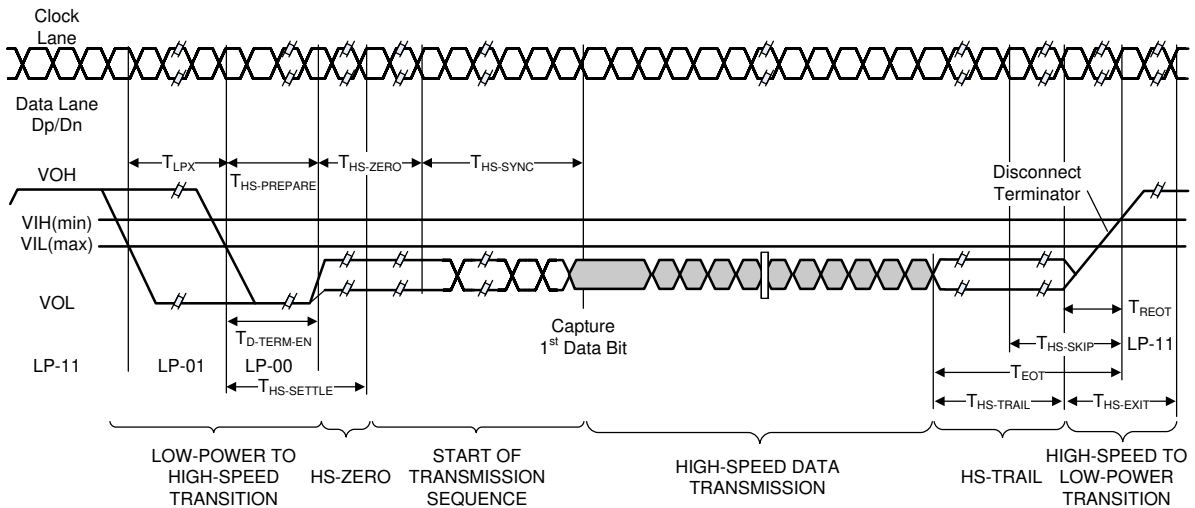 Clock
Lane
Data Lane
Dp/Dn
TLPX
THS-PREPARE
THS-ZERO
THS-SYNC
VOH
Disconnect
Terminator
VIH(min)
VIL(max)
VOL
TD-TERM-EN
Capture
1st Data Bit
TREOT
THS-SKIP
LP-11
LP-11
LP-01
LP-00
TEOT
THS-SETTLE
THS-TRAIL
THS-EXIT
LOW-POWER TO
HIGH-SPEED
TRANSITION
HS-ZERO
START OF
TRANSMISSION
SEQUENCE
HIGH-SPEED DATA
TRANSMISSION
HS-TRAIL
HIGH-SPEED TO
LOW-POWER
TRANSITION